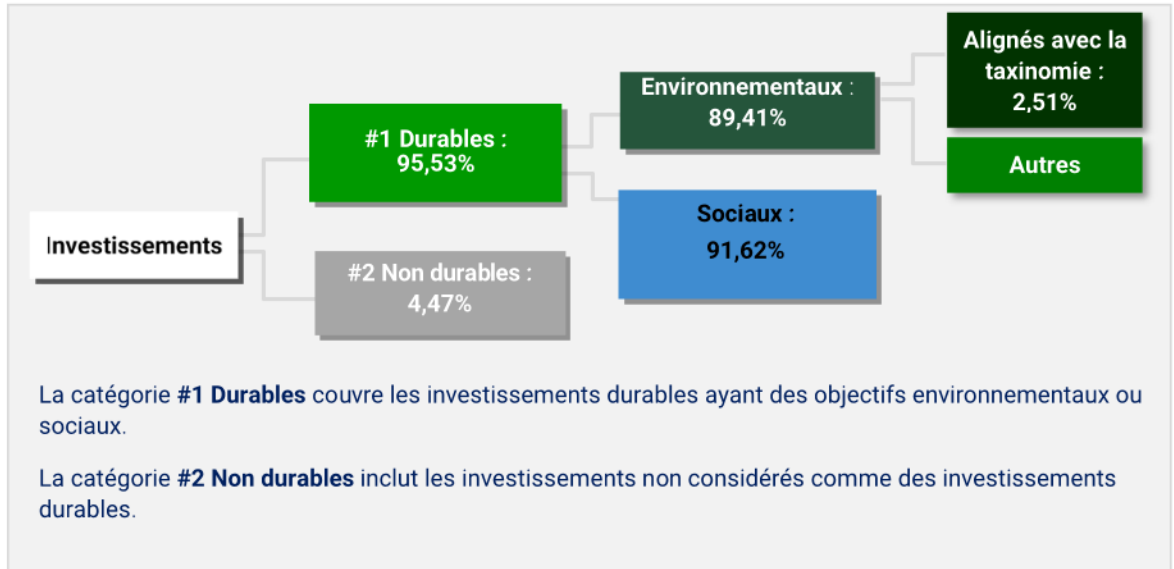 Investissements
#1 Durables :
95,53%
#2 Non durables :
4,47%
Environnementaux :
89,41%
Sociaux :
91,62%
Alignés avec la
taxinomie :
2,51%
Autres
La catégorie #1 Durables couvre les investissements durables ayant des objectifs environnementaux ou
sociaux.
La catégorie #2 Non durables inclut les investissements non considérés comme des investissements
durables.